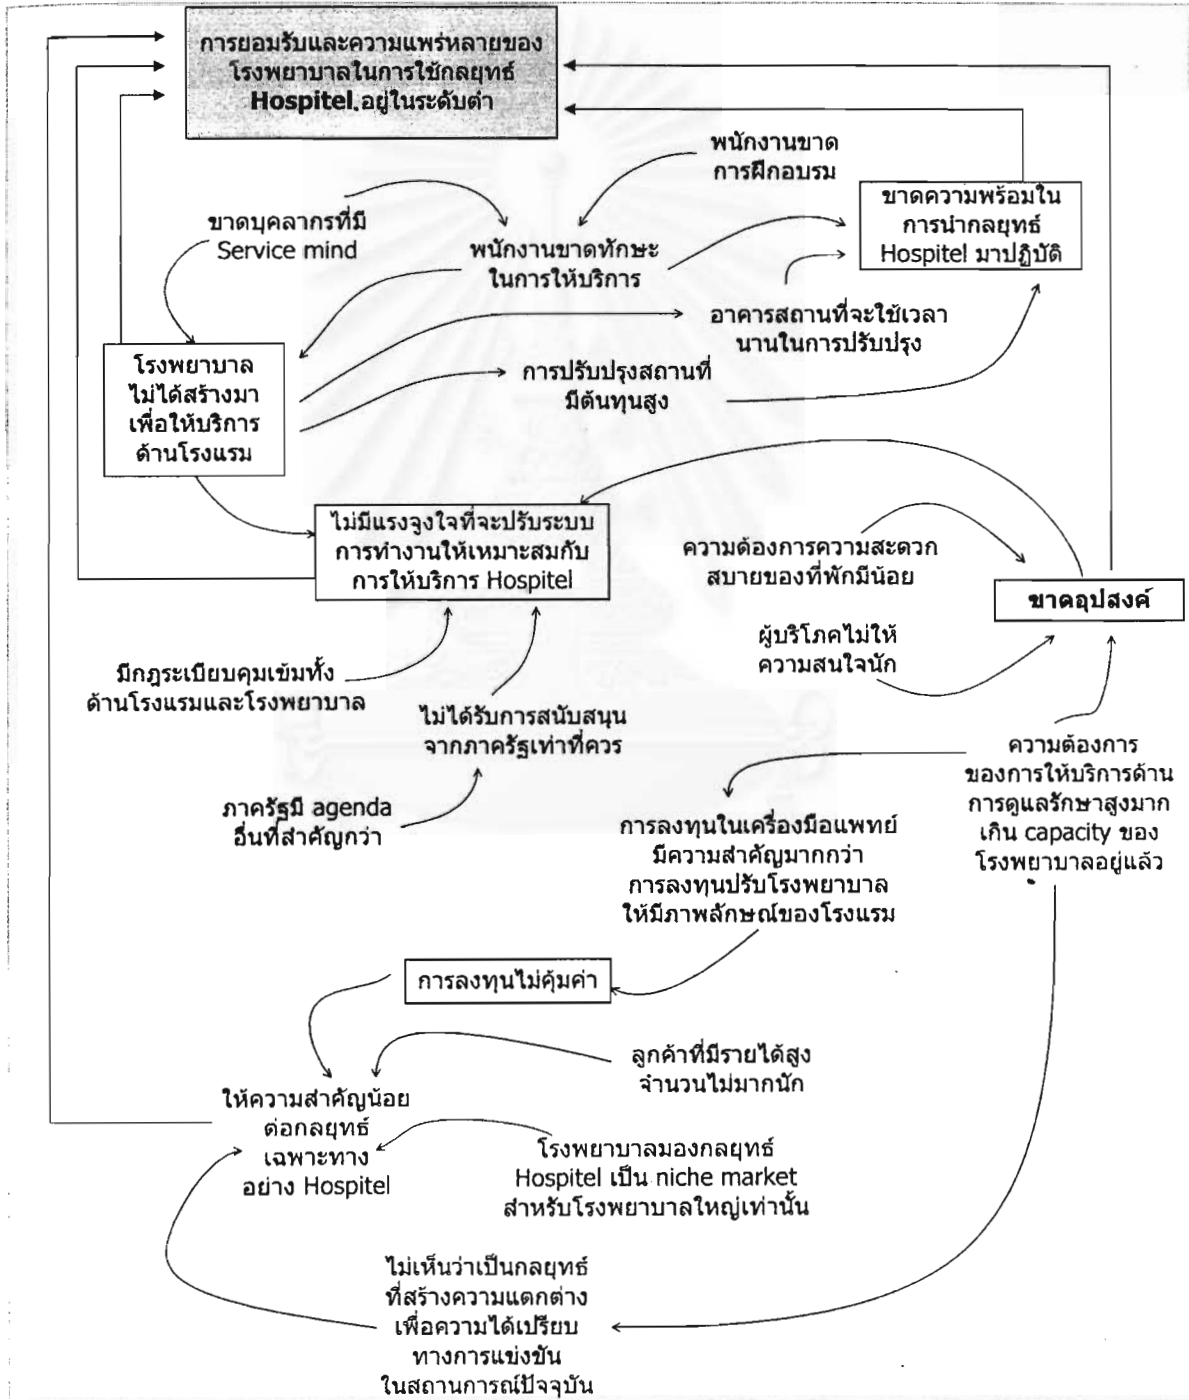 การยอมรับและความแพร่หลายของ
โรงพยาบาลในการใช้กลยุทธ์
Hospitel อยู่ในระดับต่ำ
พนักงานขาด
การฝึกอบรม
ขาดบุคลากรที่มี
Service mind
พนักงานขาดทักษะ
ในการให้บริการ
ขาดความพร้อมใน
การนำกลยุทธ์
Hospitel มาปฏิบัติ
อาคารสถานที่จะใช้เวลา
นานในการปรับปรุง
โรงพยาบาล
ไม่ได้สร้างมา
เพื่อให้บริการ
ด้านโรงแรม
การปรับปรุงสถานที่
มีต้นทุนสูง
ไม่มีแรงจูงใจที่จะปรับระบบ
การทำงานให้เหมาะสมกับ
การให้บริการ Hospitel
ความต้องการความสะดวก
สบายของที่พักมีน้อย
ขาดอุปสงค์
ผู้บริโภคไม่ให้
ความสนใจนัก
มีกฎระเบียบคุมเข้มทั้ง
ด้านโรงแรมและโรงพยาบาล
ไม่ได้รับการสนับสนุน
จากภาครัฐเท่าที่ควร
ความต้องการ
ของการให้บริการด้าน
การดูแลรักษาสูงมาก
เกิน capacity ของ
โรงพยาบาลอยู่แล้ว
ภาครัฐมี agenda
อื่นที่สำคัญกว่า
การลงทุนในเครื่องมือแพทย์
มีความสำคัญมากกว่า
การลงทุนปรับโรงพยาบาล
ให้มีภาพลักษณ์ของโรงแรม
การลงทุนไม่คุ้มค่า
ลูกค้าที่มีรายได้สูง
จำนวนไม่มากนัก
ให้ความสำคัญน้อย
ต่อกลยุทธ์
เฉพาะทาง
อย่าง Hospitel
โรงพยาบาลมองกลยุทธ์
Hospitel เป็น niche market
สำหรับโรงพยาบาลใหญ่เท่านั้น
ไม่เห็นว่าเป็นกลยุทธ์
ที่สร้างความแตกต่าง
เพื่อความได้เปรียบ
ทางการแข่งขัน
ในสถานการณ์ปัจจุบัน